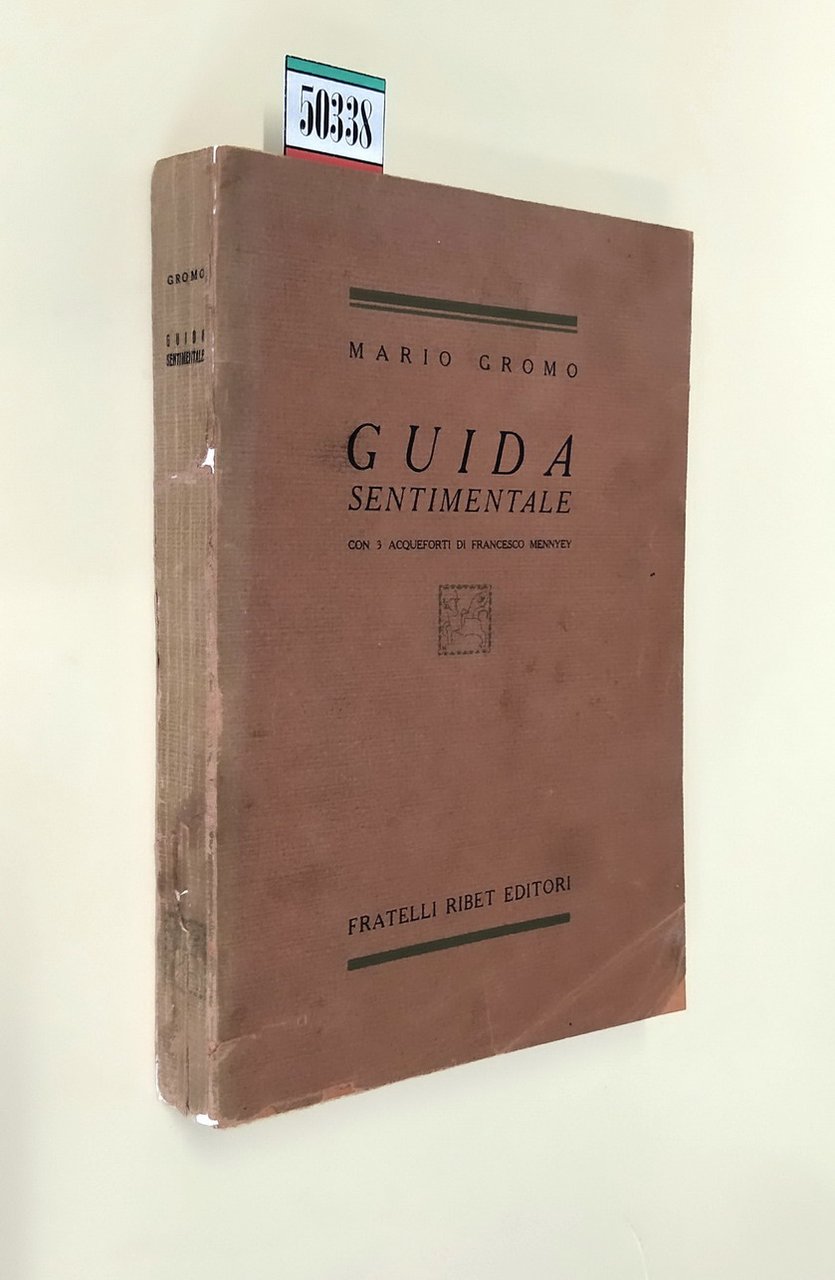 50338
GROMO
GUIDA
SENTIMENTALE
MARIO GROMO
GUIDA
SENTIMENTALE
CON 3 ACQUEFORTI DI FRANCESCO MENNYEY
FRATELLI RIBET EDITORI